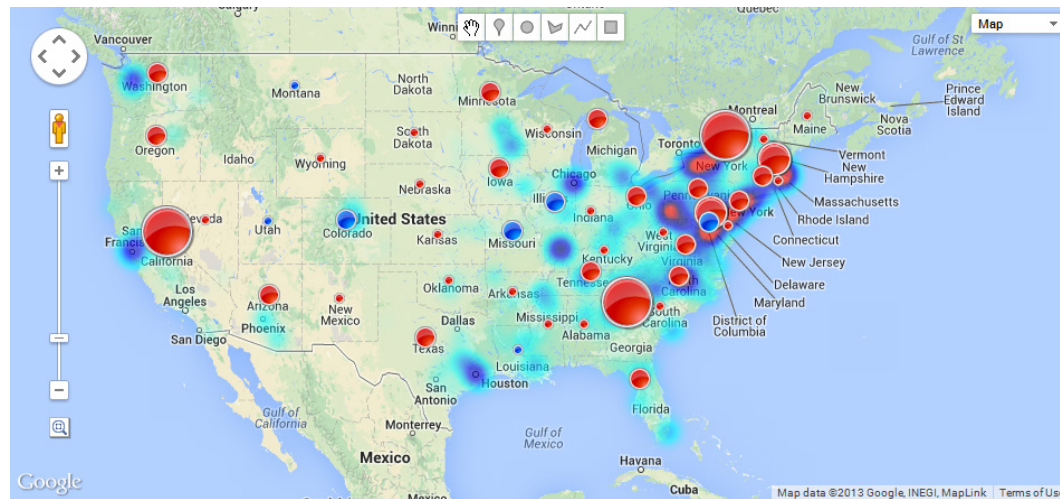 Calgary
Ontario
Quebec
Vancouver
Winni
Map
Gulf of St
Lawrence
Washington
Montana
North
Dakota
Minnesota
Montreal
New
Brunswick
Prince
Edward
Island
Maine
Nova
Scotia
Oregon
Idaho
Wyoming
South
Dakota
Wisconsin
Michigan
Toronto
Vermont
New York
New
Hampshire
Iowa
Chicago
Nebraska
Illi
Ohio
Massachusetts
Rhode Island
Connecticut
New Jersey
Delaware
Maryland
District of
Columbia
Indiana
New York
United States
Utah
Colorado
Kansas
Missouri
West
Virginia
Kentucky
Virginia
San
Francis
California
Los
Angeles
Arizona
Phoenix
San Diego
New
Mexico
Oklahoma
Arkansas
Tennesse
Carolina
South
Carolina
Dallas
Mississippi
Alabama
Georgia
Texas
Louisiana
San
Antonio
Houston
Florida
Gulf of
California
Monterrey
Gulf of
Mexico
Mexico
Havana
Cuba
Google
México
Map data ©2013 Google, INEGI, MapLink
Terms of Us